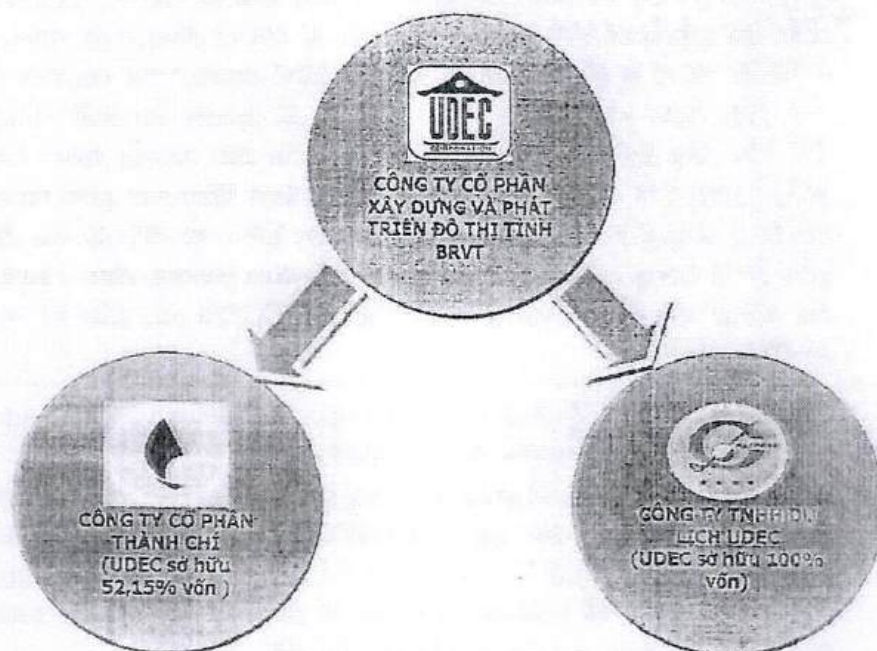 UDEC
CORPORATION
CÔNG TY CỔ PHẦN
XÂY DỰNG VÀ PHÁT
TRIỂN ĐÔ THỊ TỈNH
BRVT
CÔNG TY CỔ PHẦN
THÀNH CHÍ
(UDEC sở hữu
52,15% vốn )
CÔNG TY TNHH DU
LỊCH UDEC
(UDEC sở hữu 100%
vốn)